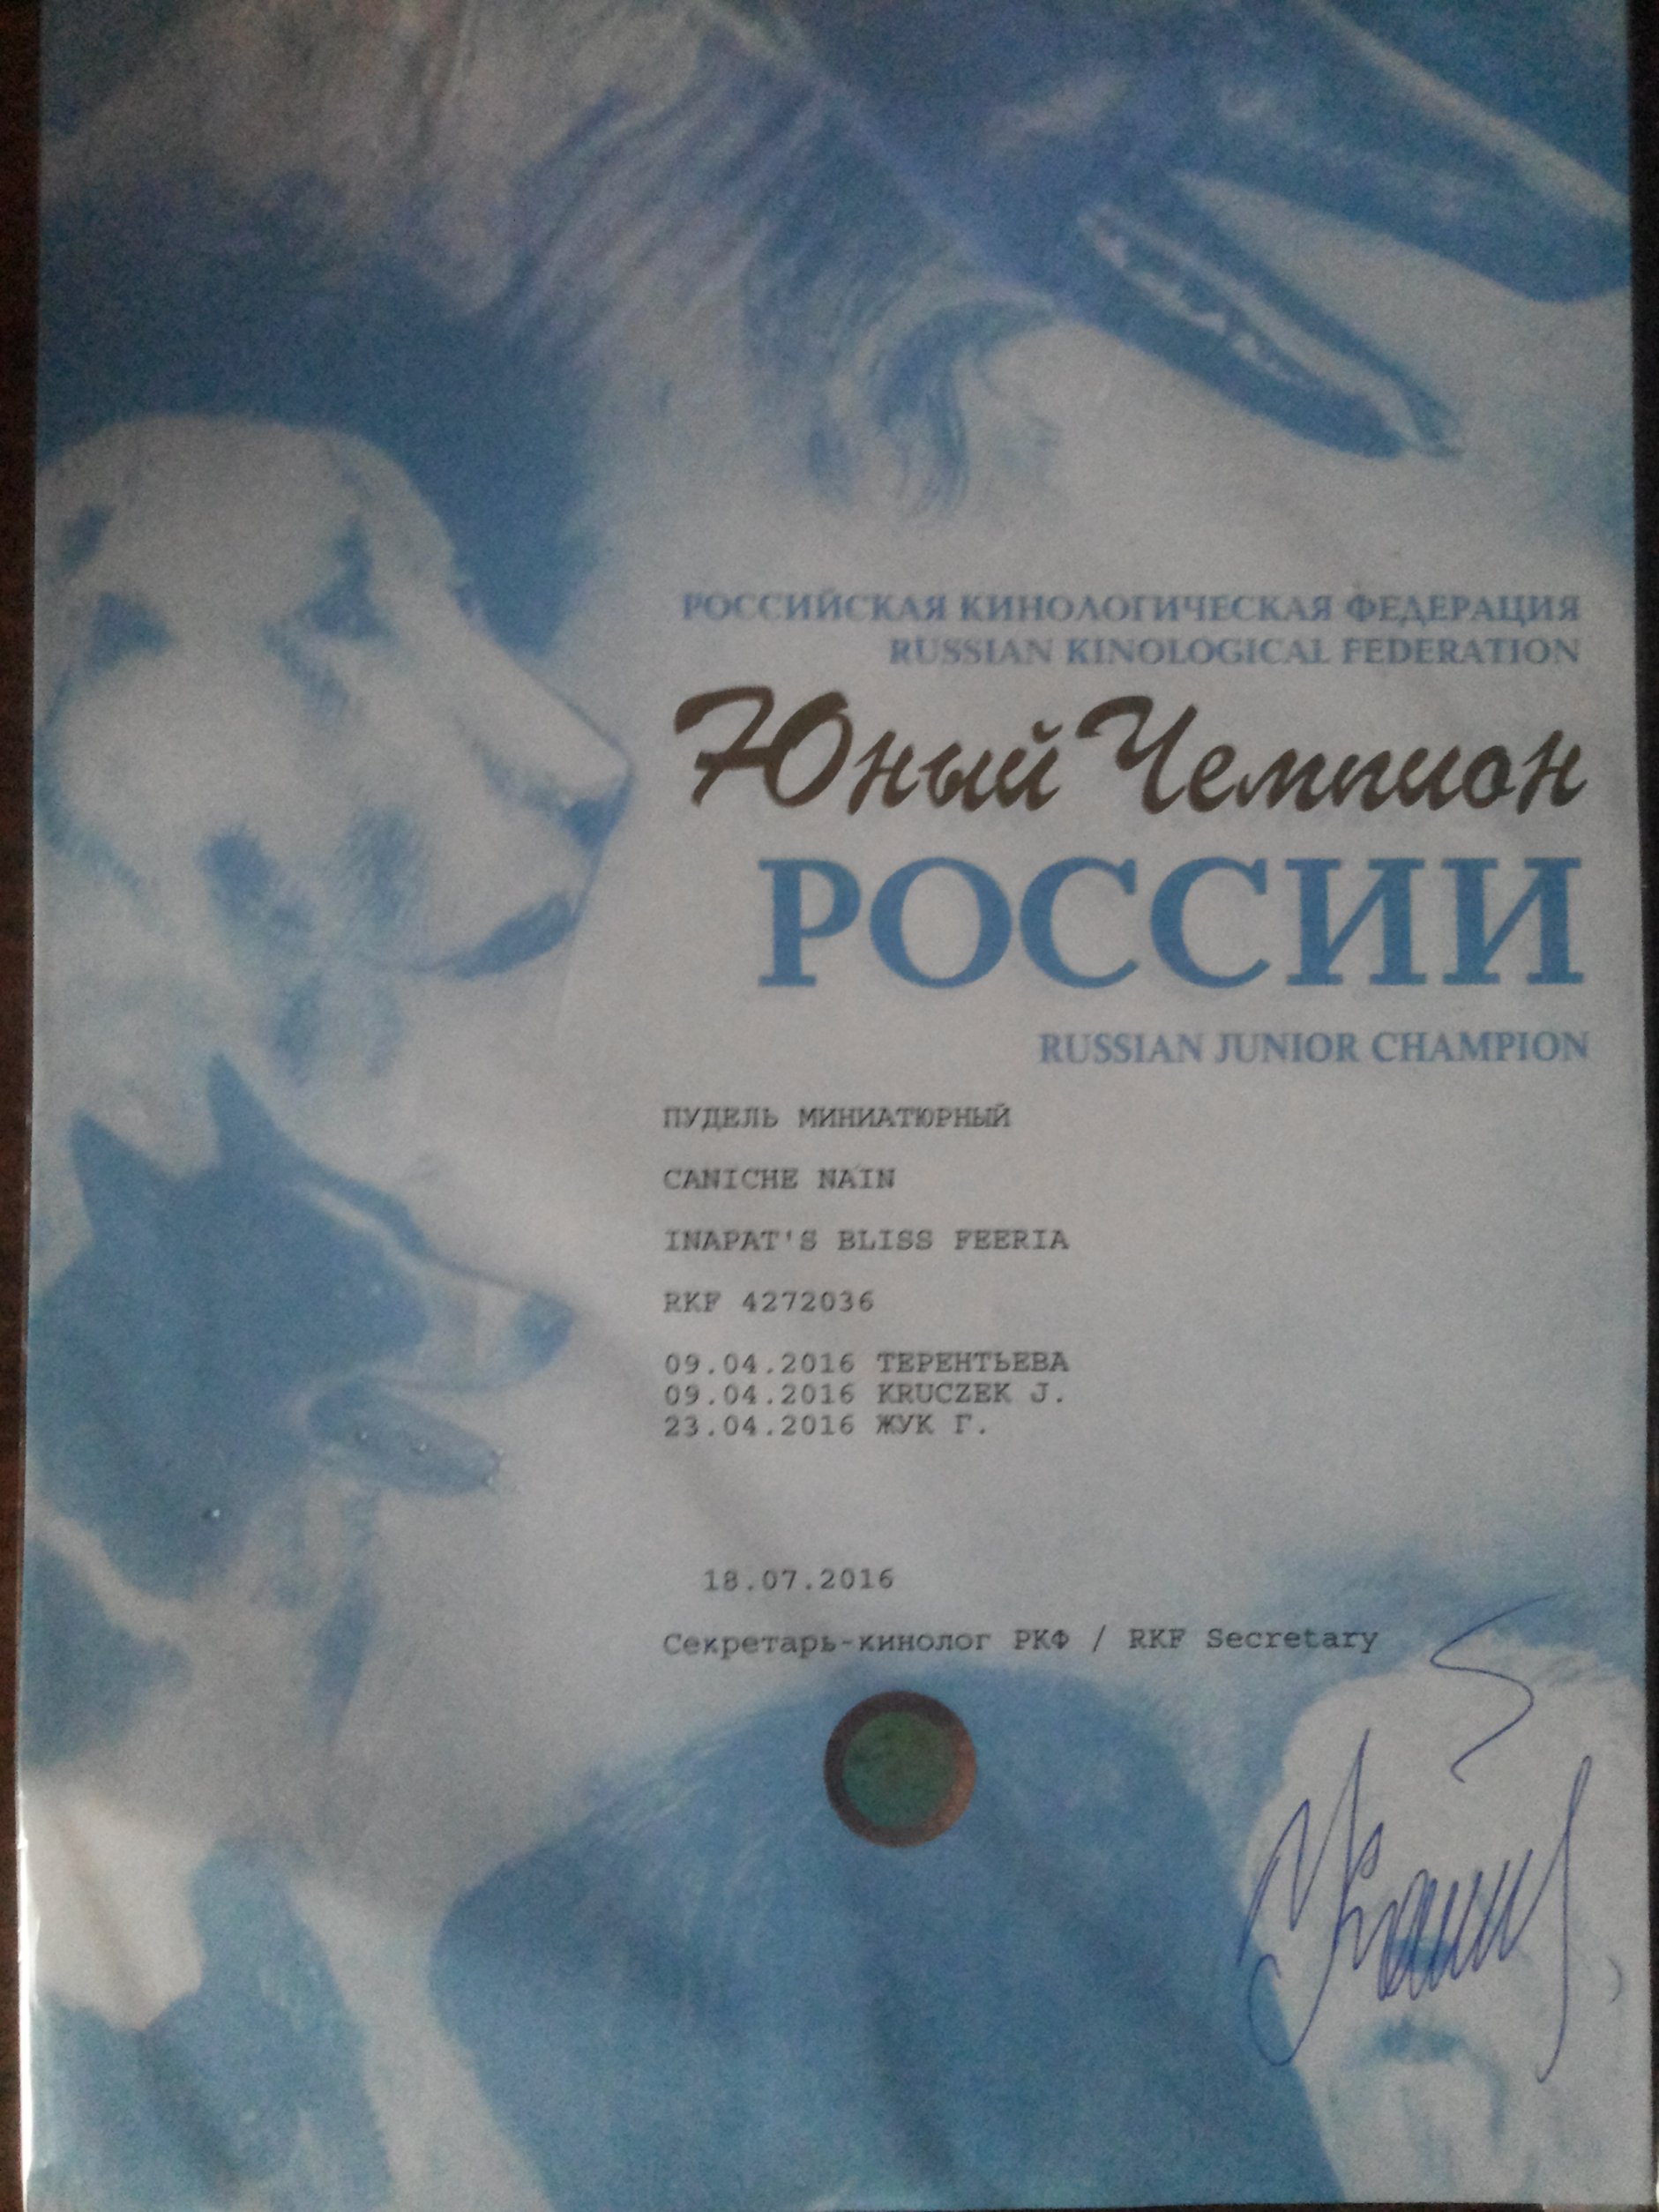 РОССИЙСКАЯ КИНОЛОГИЧЕСКАЯ ФЕДЕРАЦИЯ
RUSSIAN KINOLOGICAL FEDERATION
Юный Чемпион
РОССИИ
RUSSIAN JUNIOR CHAMPION
ПУДЕЛЬ МИНИАТЮРНЫЙ
CANICHE NAIN
INAPAT'S BLISS FEERIA
RKF 4272036
09.04.2016 ТЕРЕНТЬЕВА
09.04.2016 KRUCZEK J.
23.04.2016 ЖУК Г.
18.07.2016
Секретарь-кинолог РКФ / RKF Secretary